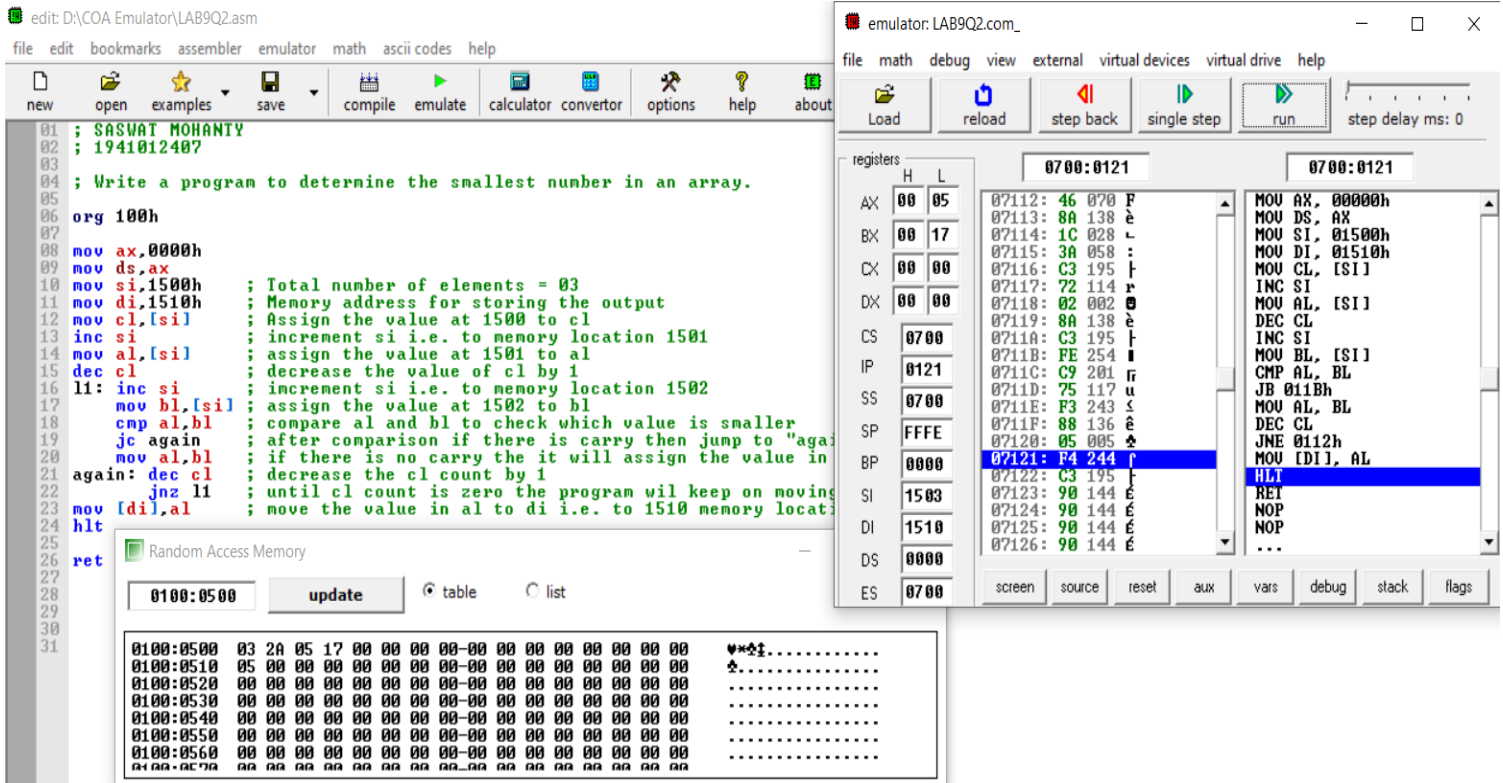 edit: D:\COA Emulator\LAB9Q2.asm
file edit bookmarks assembler emulator math ascii codes help
new open examples save compile emulate calculator convertor options help about
01 ; SASWAT MOHANTY
02 ; 1941012407
03
04 ; Write a program to determine the smallest number in an array.
05
06 org 100h
07
08 mov ax,0000h
09 mov ds,ax
10 mov si,1500h ; Total number of elements = 03
11 mov di,1510h ; Memory address for storing the output
12 mov cl,[si] ; Assign the value at 1500 to cl
13 inc si ; increment si i.e. to memory location 1501
14 mov al,[si] ; assign the value at 1501 to al
15 dec cl ; decrease the value of cl by 1
16 l1: inc si ; imcrement si i.e. to memory location 1502
17 mov bl,[si] ; assign the value at 1502 to bl
18 cmp al,bl ; compare al and bl to check which value is smaller
19 jc again ; after comparison if there is carry then jump to "agai
20 mov al,bl ; if there is no carry the it will assign the value in
21 again: dec cl ; decrease the cl count by 1
22 jnz l1 ; until cl count is zero the program wil keep on moving
23 mov [di],al ; move the value in al to di i.e. to 1510 memory locati
24 hlt
25
26 ret
27
28
29
30
31
Random Access Memory
0100:0500 update table list
0100:0500 03 2A 05 17 00 00 00 00-00 00 00 00 00 00 00 00 ♥*♣↨............
0100:0510 05 00 00 00 00 00 00 00-00 00 00 00 00 00 00 00 ♣...............
0100:0520 00 00 00 00 00 00 00 00-00 00 00 00 00 00 00 00 ................
0100:0530 00 00 00 00 00 00 00 00-00 00 00 00 00 00 00 00 ................
0100:0540 00 00 00 00 00 00 00 00-00 00 00 00 00 00 00 00 ................
0100:0550 00 00 00 00 00 00 00 00-00 00 00 00 00 00 00 00 ................
0100:0560 00 00 00 00 00 00 00 00-00 00 00 00 00 00 00 00 ................
emulator: LAB9Q2.com_
file math debug view external virtual devices virtual drive help
Load reload step back single step run step delay ms: 0
registers
H L
AX 00 05
BX 00 17
CX 00 00
DX 00 00
CS 0700
IP 0121
SS 0700
SP FFFE
BP 0000
SI 1503
DI 1510
DS 0000
ES 0700
0700:0121
07112: 46 070 F
07113: 8A 138 è
07114: 1C 028 ∟
07115: 3A 058 :
07116: C3 195 ├
07117: 72 114 r
07118: 02 002 ☻
07119: 8A 138 è
0711A: C3 195 ├
0711B: FE 254 ■
0711C: C9 201 ╔
0711D: 75 117 u
0711E: F3 243 ≤
0711F: 88 136 ê
07120: 05 005 ♣
07121: F4 244 ⌠
07122: C3 195 ├
07123: 90 144 É
07124: 90 144 É
07125: 90 144 É
07126: 90 144 É
0700:0121
MOV AX, 00000h
MOV DS, AX
MOV SI, 01500h
MOV DI, 01510h
MOV CL, [SI]
INC SI
MOV AL, [SI]
DEC CL
INC SI
MOV BL, [SI]
CMP AL, BL
JB 011Bh
MOV AL, BL
DEC CL
JNE 0112h
MOV [DI], AL
HLT
RET
NOP
NOP
...
screen source reset aux vars debug stack flags